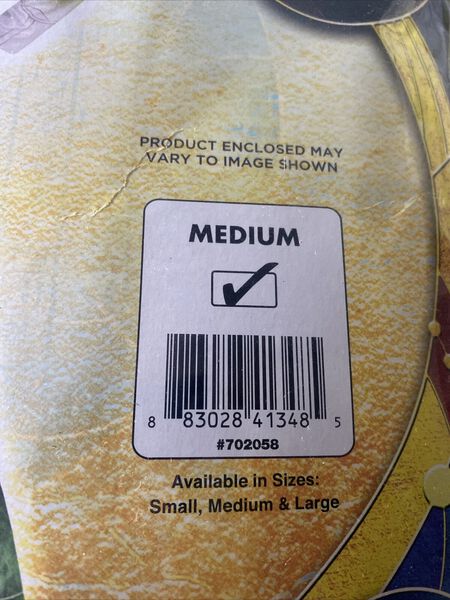 PRODUCT ENCLOSED MAY
VARY TO IMAGE SHOWN
MEDIUM
8 83028 41348 5
#702058
Available in Sizes:
Small, Medium & Large